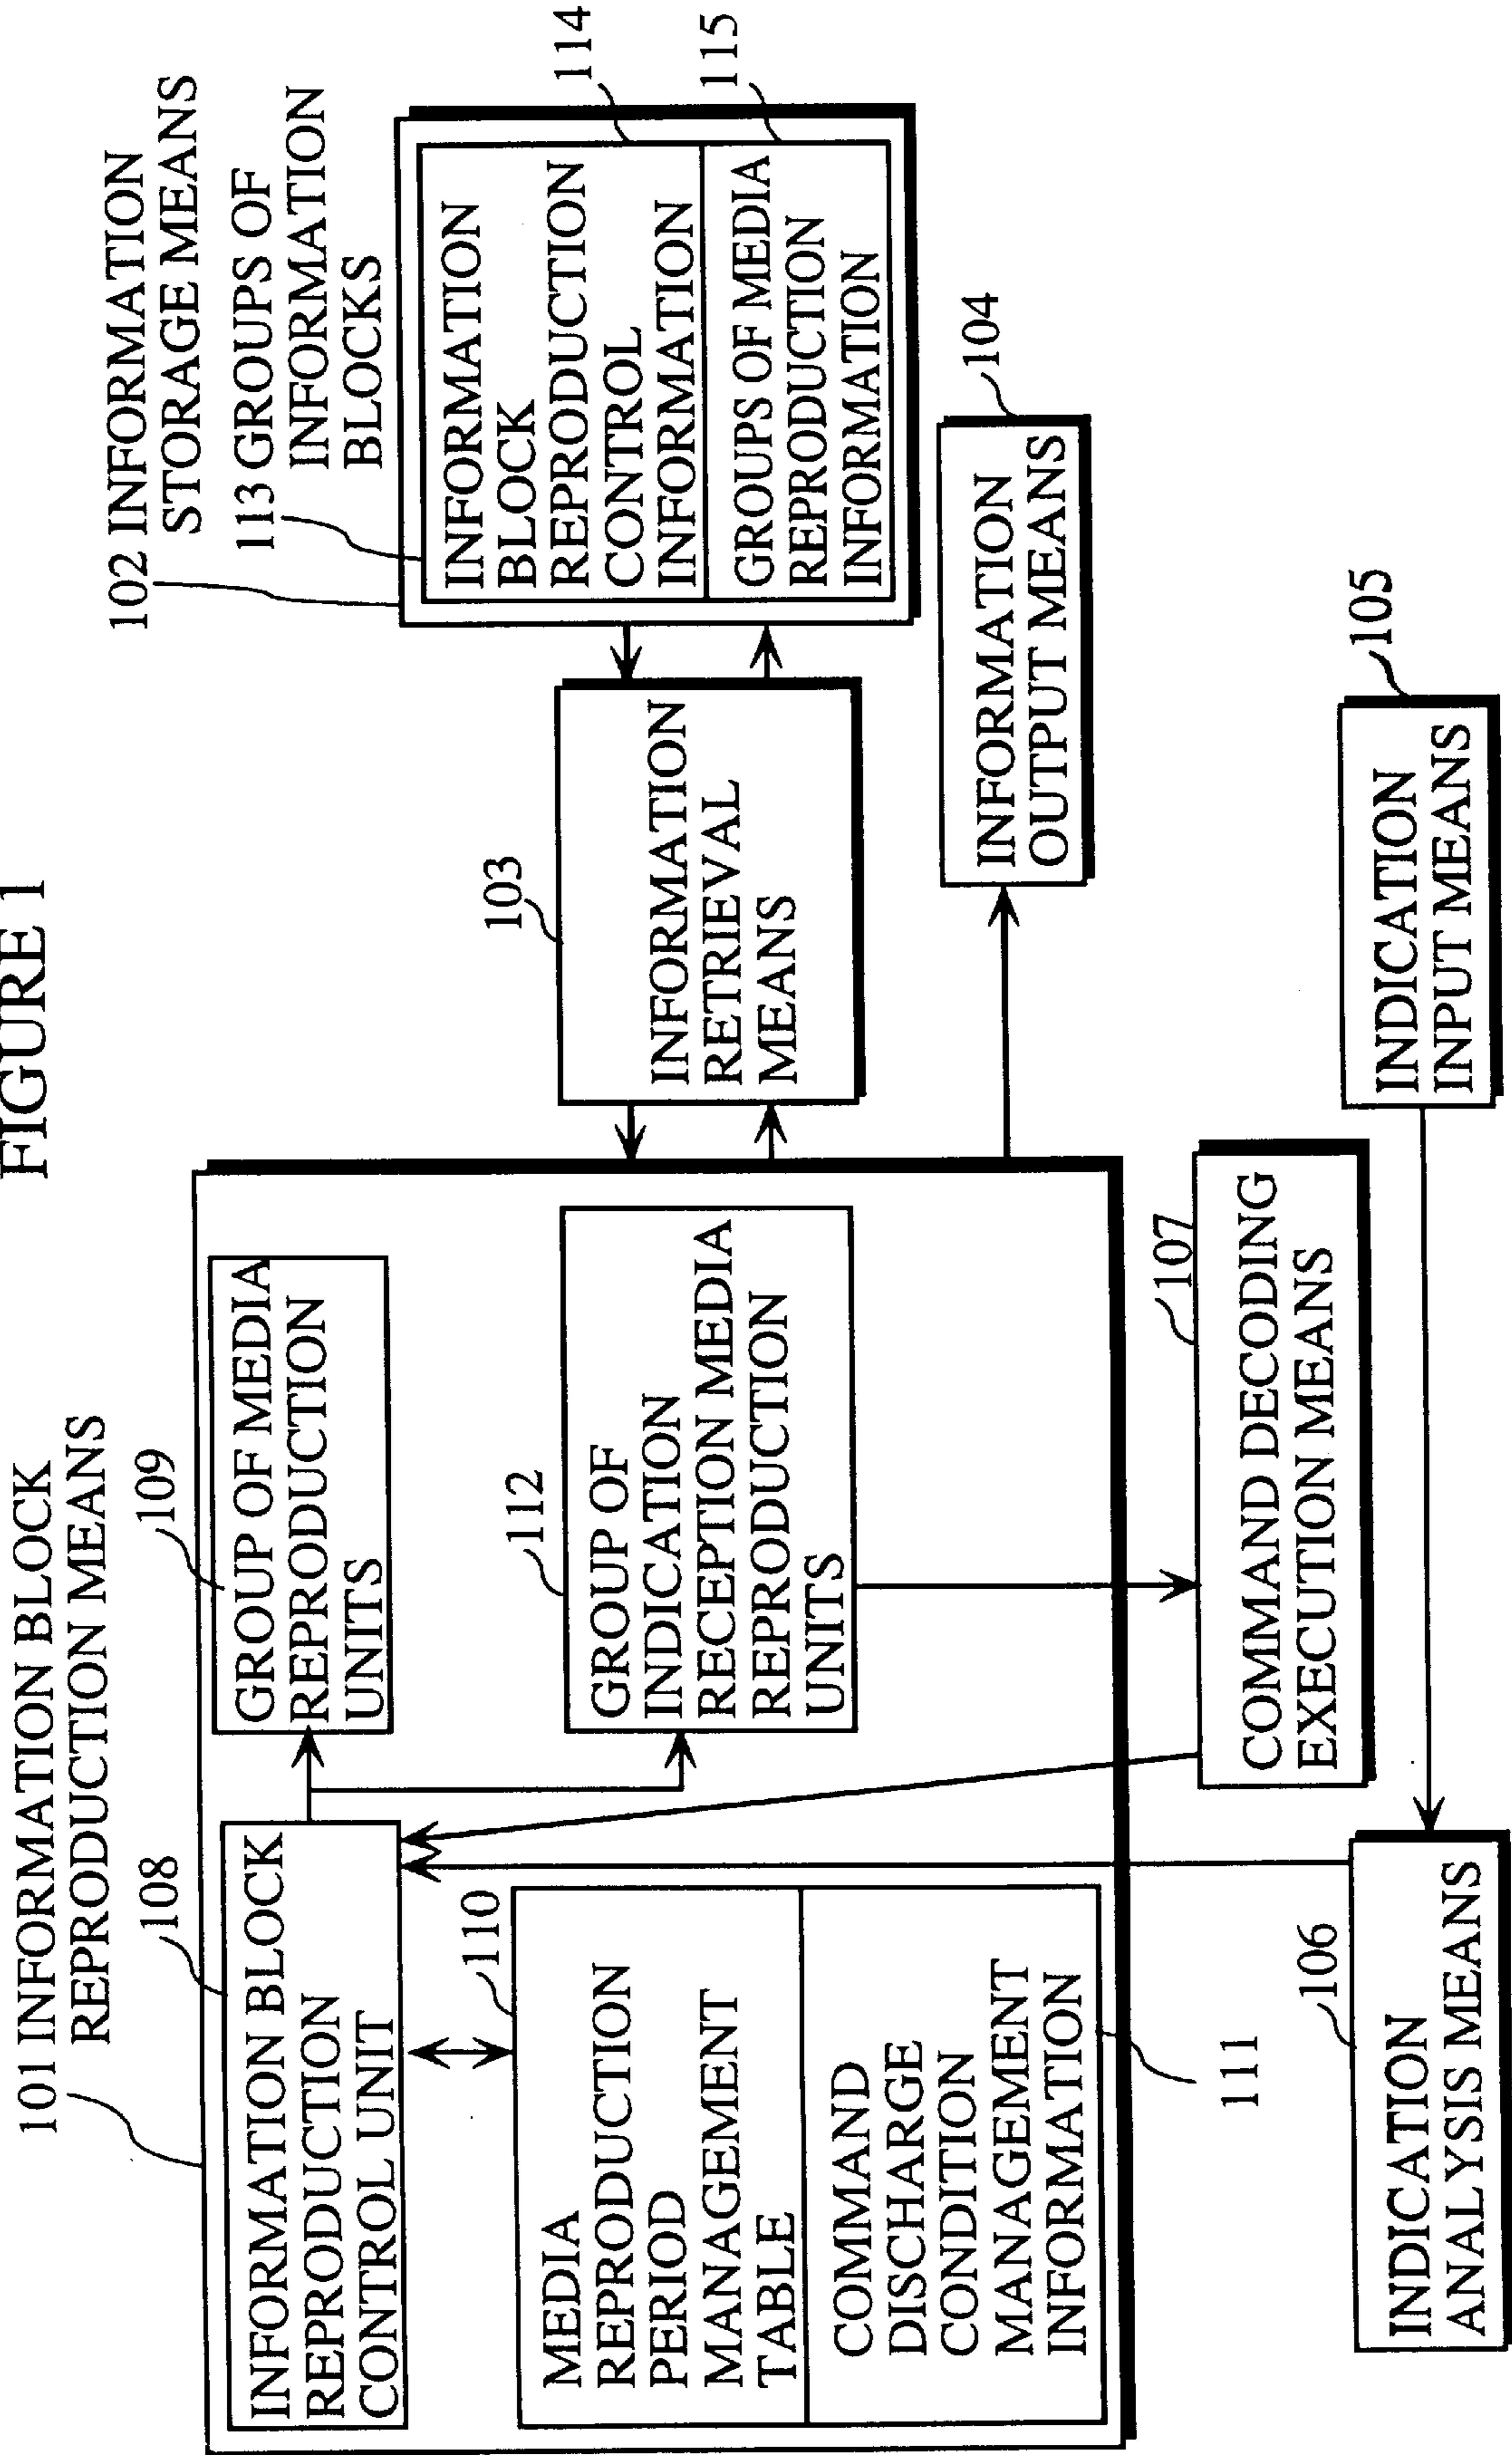 FIGURE 1
101 INFORMATION BLOCK
REPRODUCTION MEANS
108
INFORMATION BLOCK
REPRODUCTION
CONTROL UNIT
109
GROUP OF MEDIA
REPRODUCTION
UNITS
110
MEDIA
REPRODUCTION
PERIOD
MANAGEMENT
TABLE
COMMAND
DISCHARGE
CONDITION
MANAGEMENT
INFORMATION
111
112
GROUP OF
INDICATION
RECEPTION MEDIA
REPRODUCTION
UNITS
103
INFORMATION
RETRIEVAL
MEANS
102 INFORMATION
STORAGE MEANS
113 GROUPS OF
INFORMATION
BLOCKS
INFORMATION
BLOCK
REPRODUCTION
CONTROL
INFORMATION
114
GROUPS OF MEDIA
REPRODUCTION
INFORMATION
115
104
INFORMATION
OUTPUT MEANS
107
COMMAND DECODING
EXECUTION MEANS
106
INDICATION
ANALYSIS MEANS
105
INDICATION
INPUT MEANS